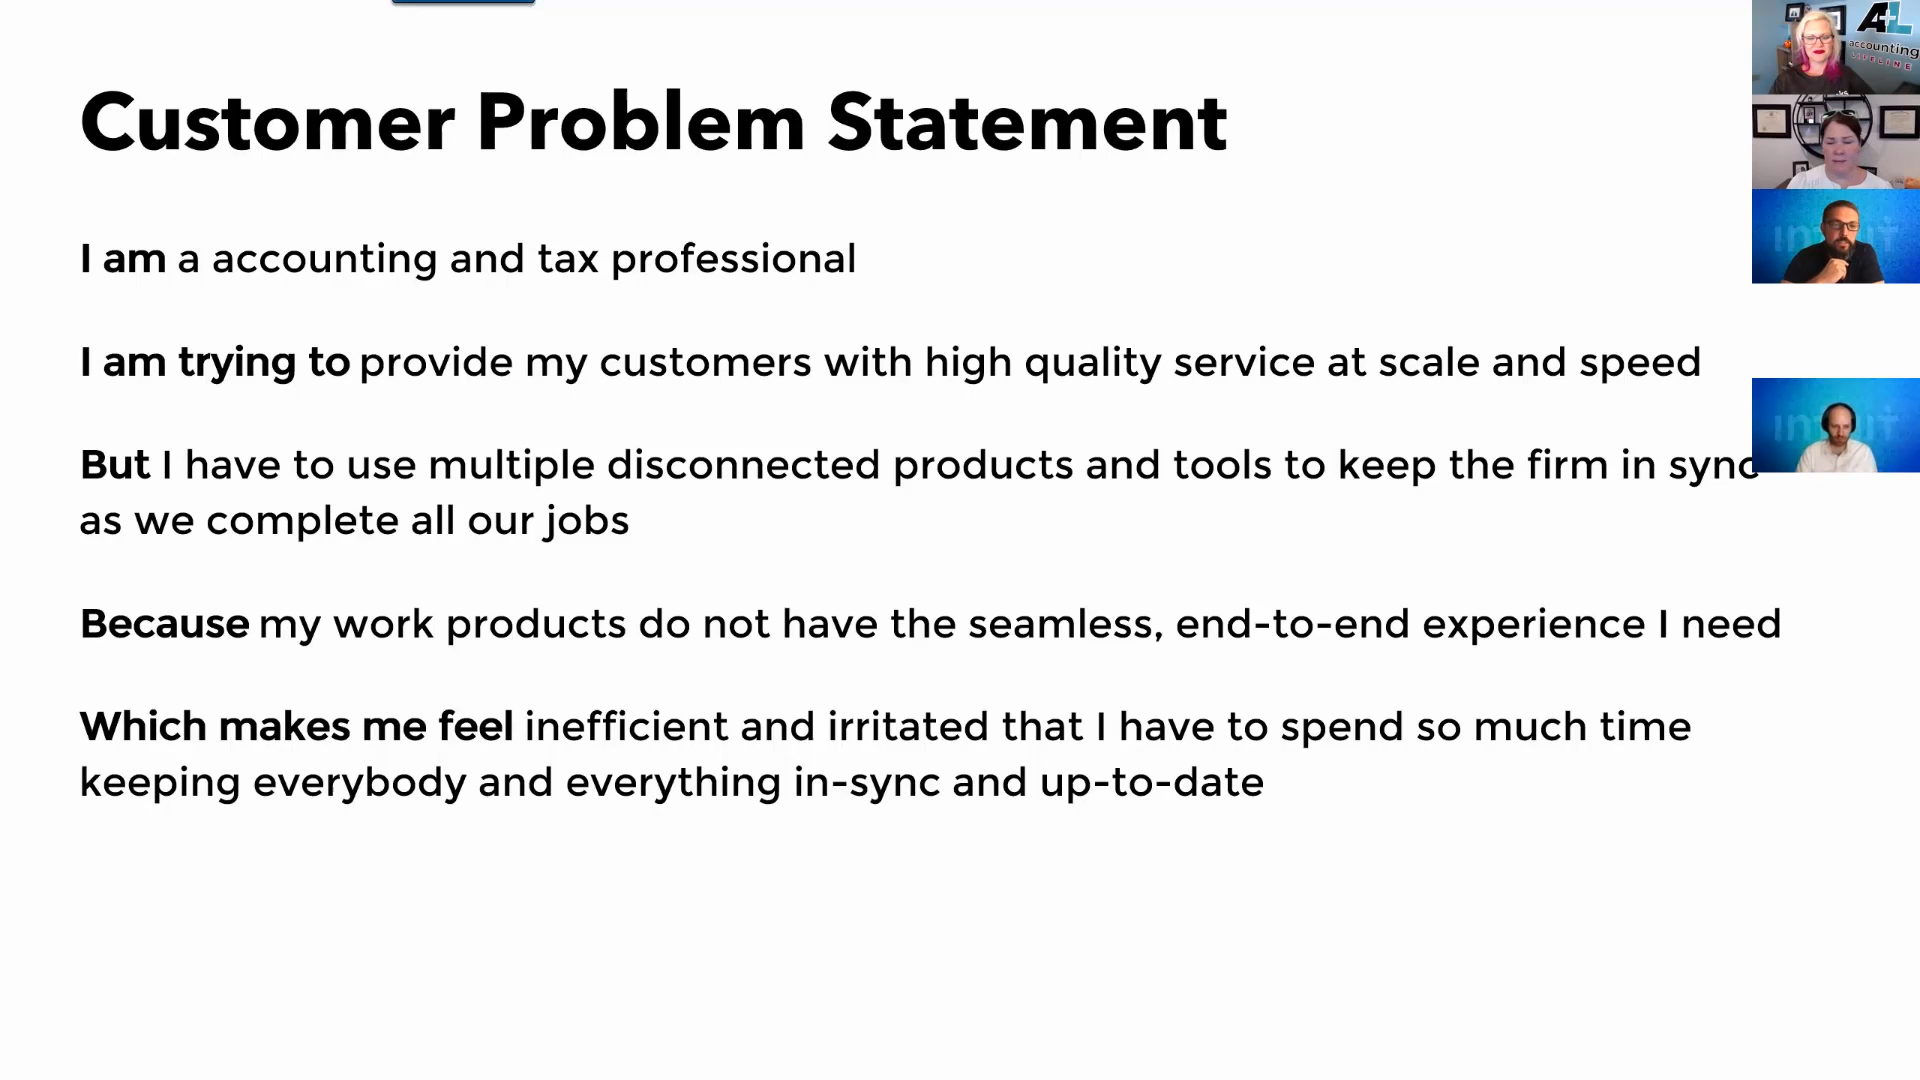 Customer Problem Statement
I am a accounting and tax professional
I am trying to provide my customers with high quality service at scale and speed
But I have to use multiple disconnected products and tools to keep the firm in sync
as we complete all our jobs
Because my work products do not have the seamless, end-to-end experience I need
Which makes me feel inefficient and irritated that I have to spend so much time
keeping everybody and everything in-sync and up-to-date
A+L
accounting
LIFELINE